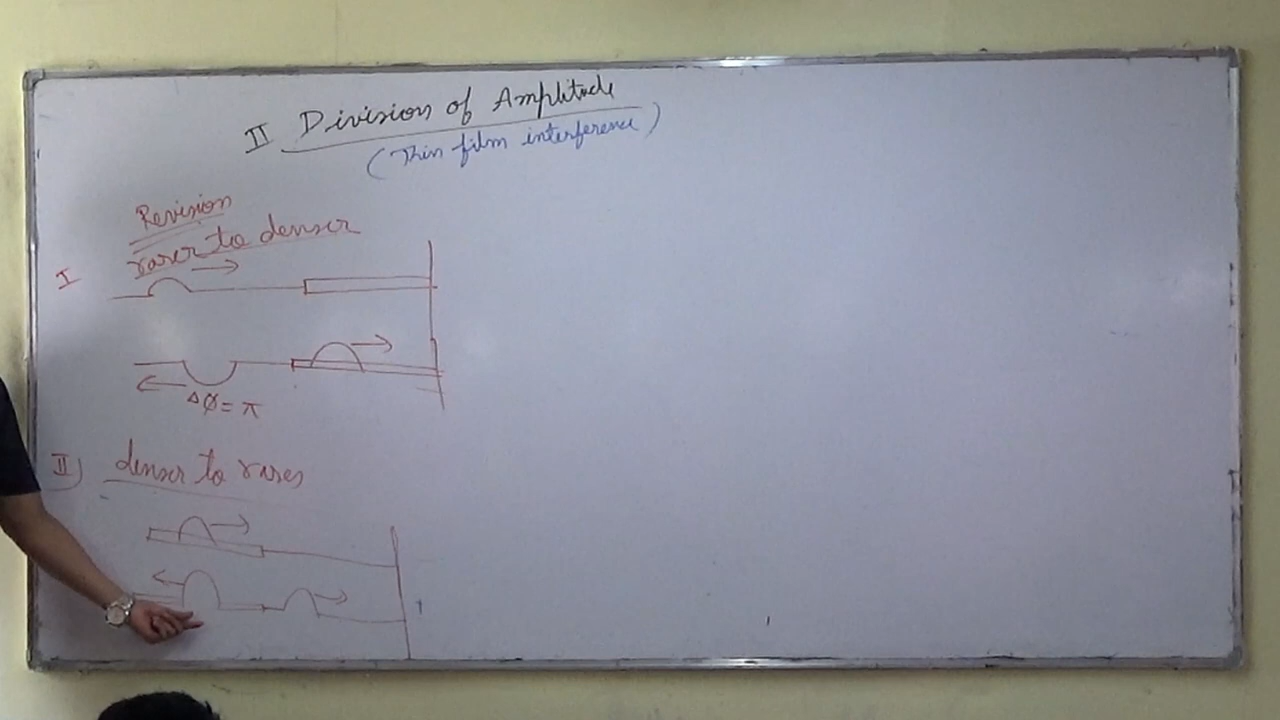 II Division of Amplitude
(Thin film interference)
Revision
I rarer to denser
Δφ = π
II) denser to rarer